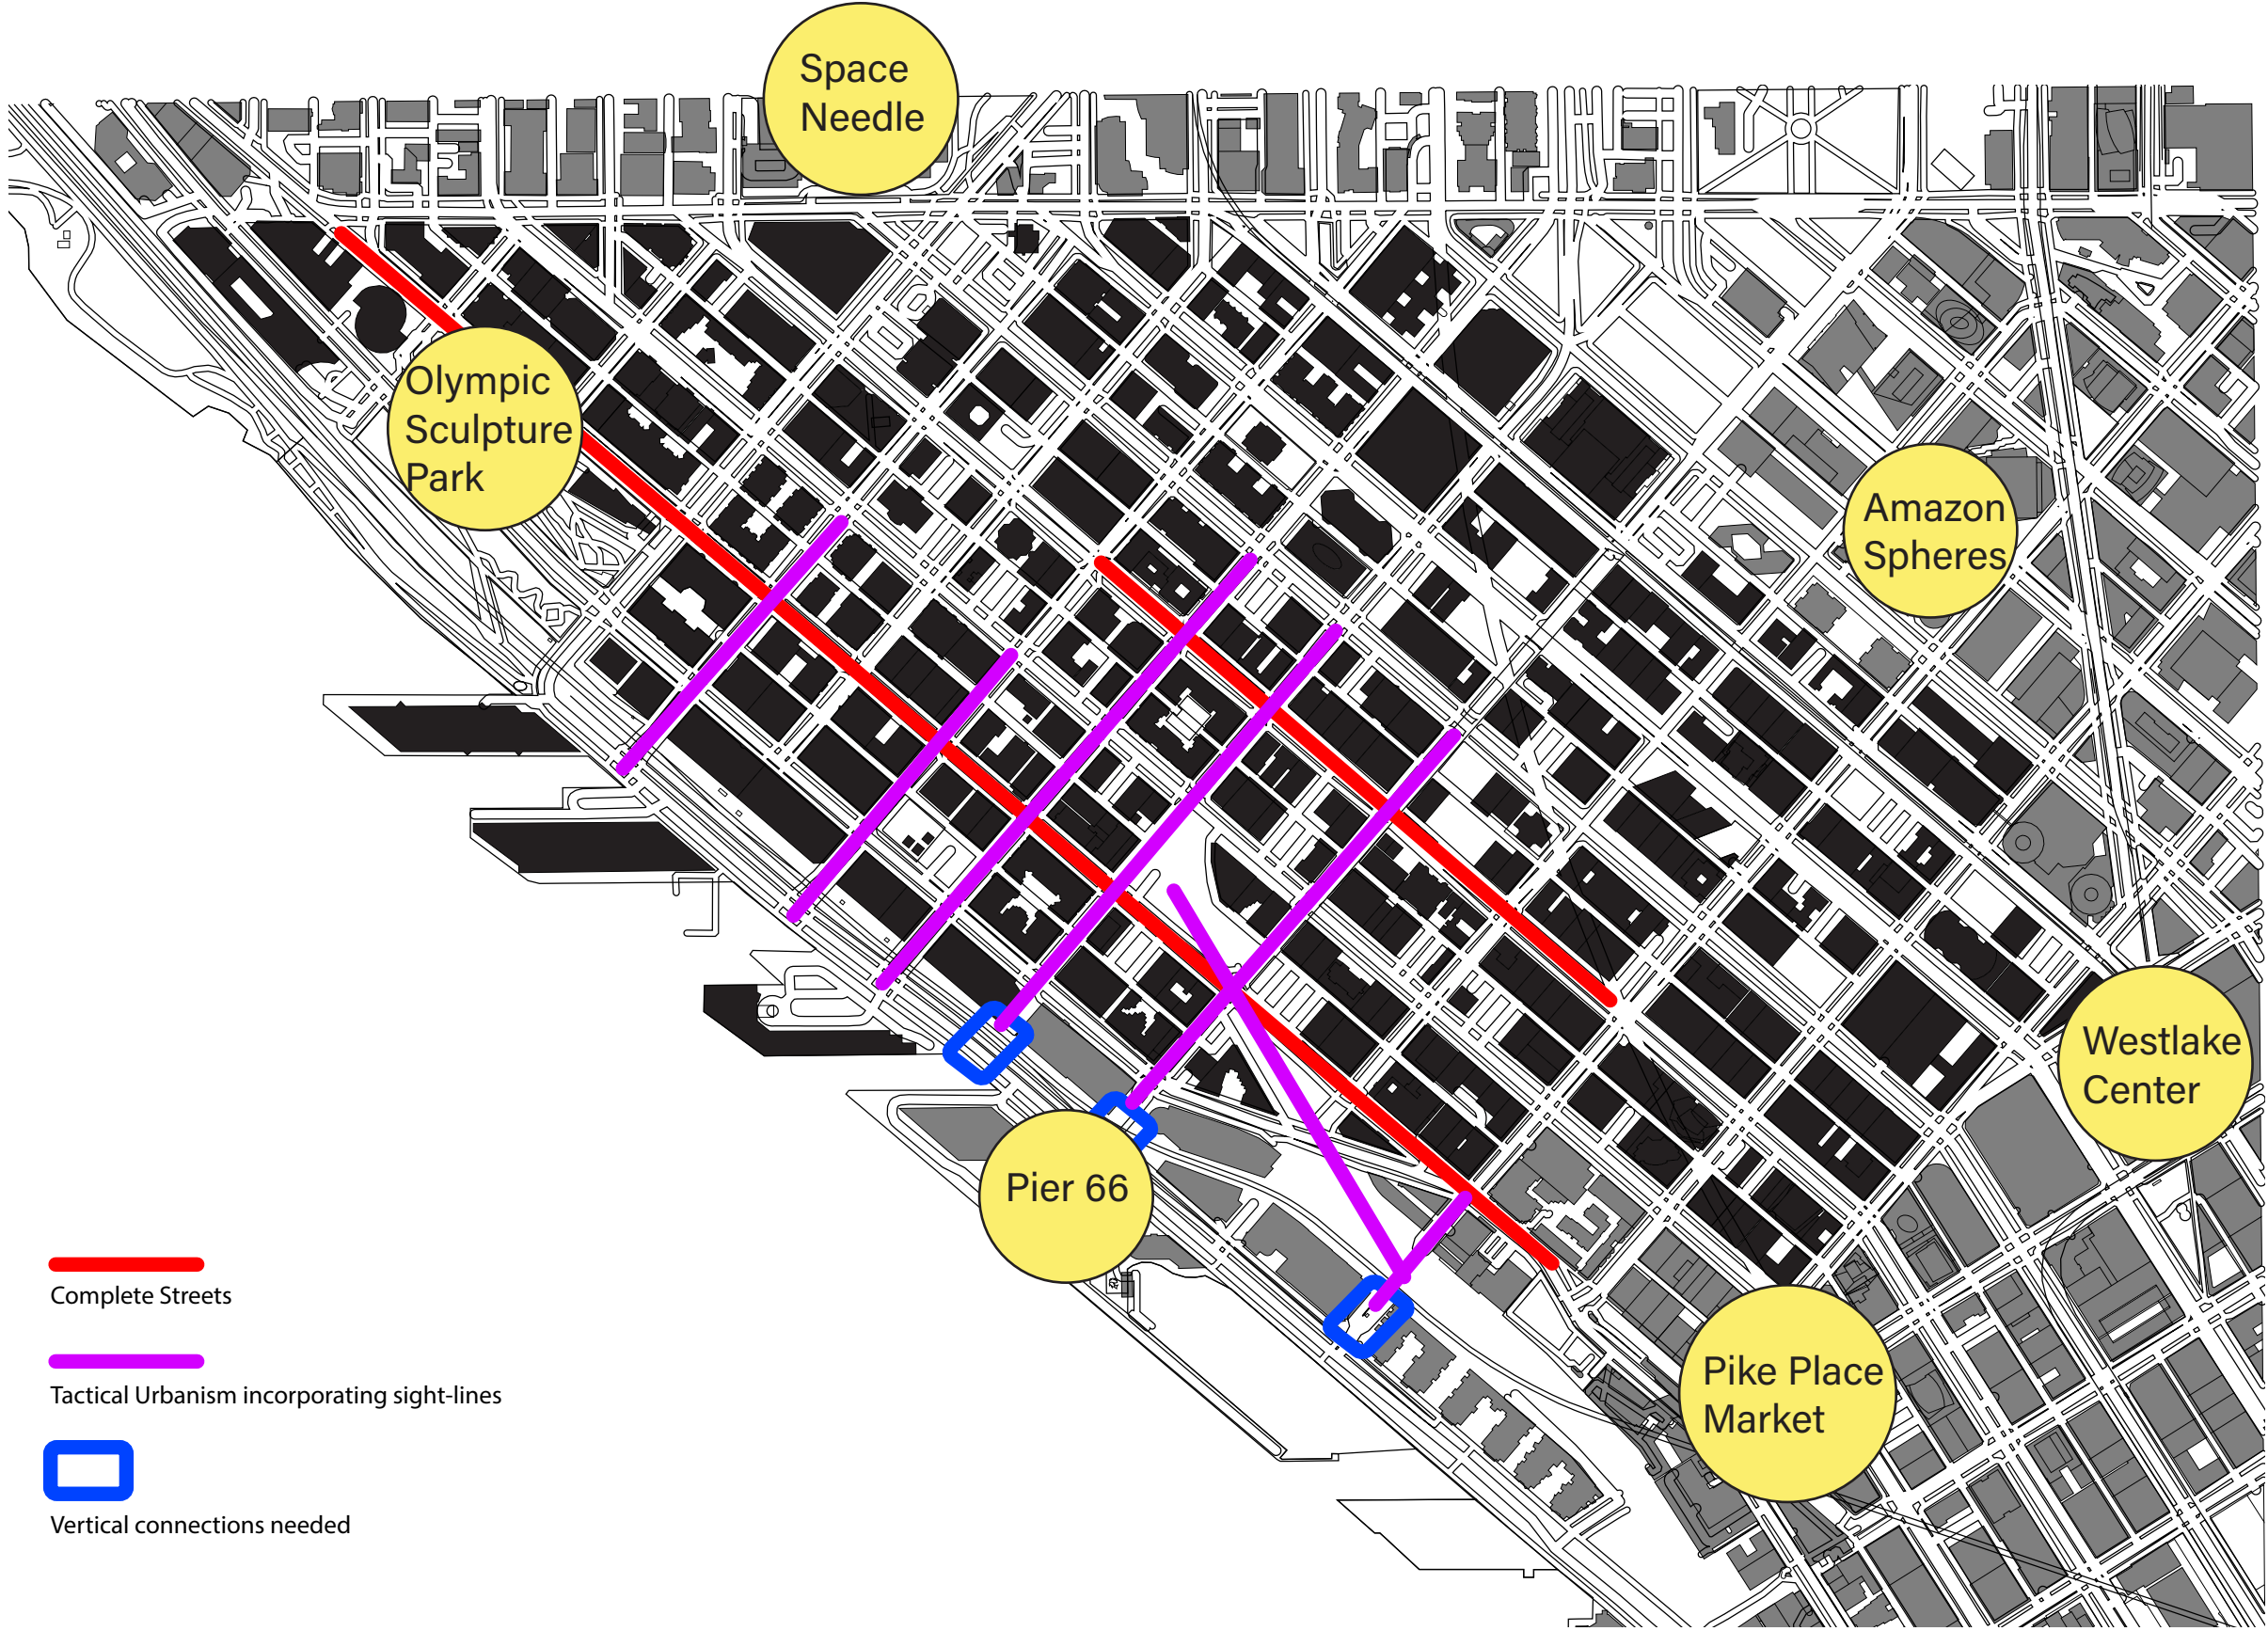 Space
Needle
Olympic
Sculpture
Park
Amazon
Spheres
Westlake
Center
Pier 66
Pike Place
Market
Complete Streets
Tactical Urbanism incorporating sight-lines
Vertical connections needed